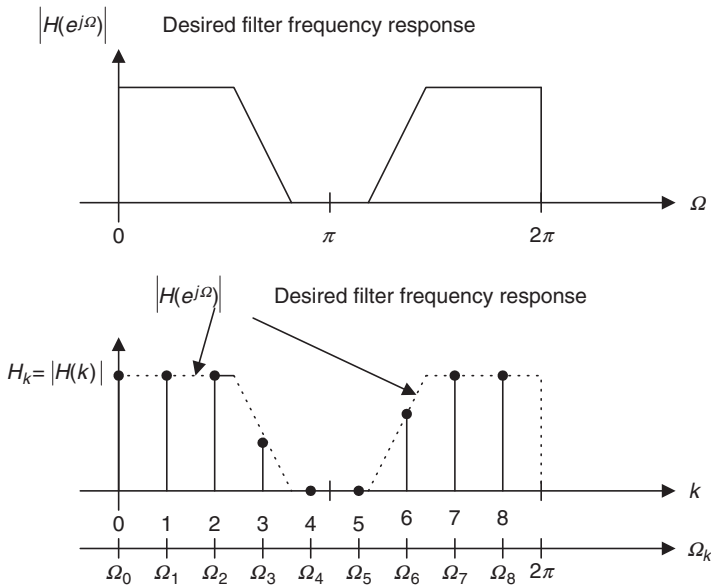 |H(e^{jΩ})| Desired filter frequency response
Ω
0 π 2π
|H(e^{jΩ})| Desired filter frequency response
H_k = |H(k)|
k
0 1 2 3 4 5 6 7 8
Ω_k
Ω_0 Ω_1 Ω_2 Ω_3 Ω_4 Ω_5 Ω_6 Ω_7 Ω_8 2π